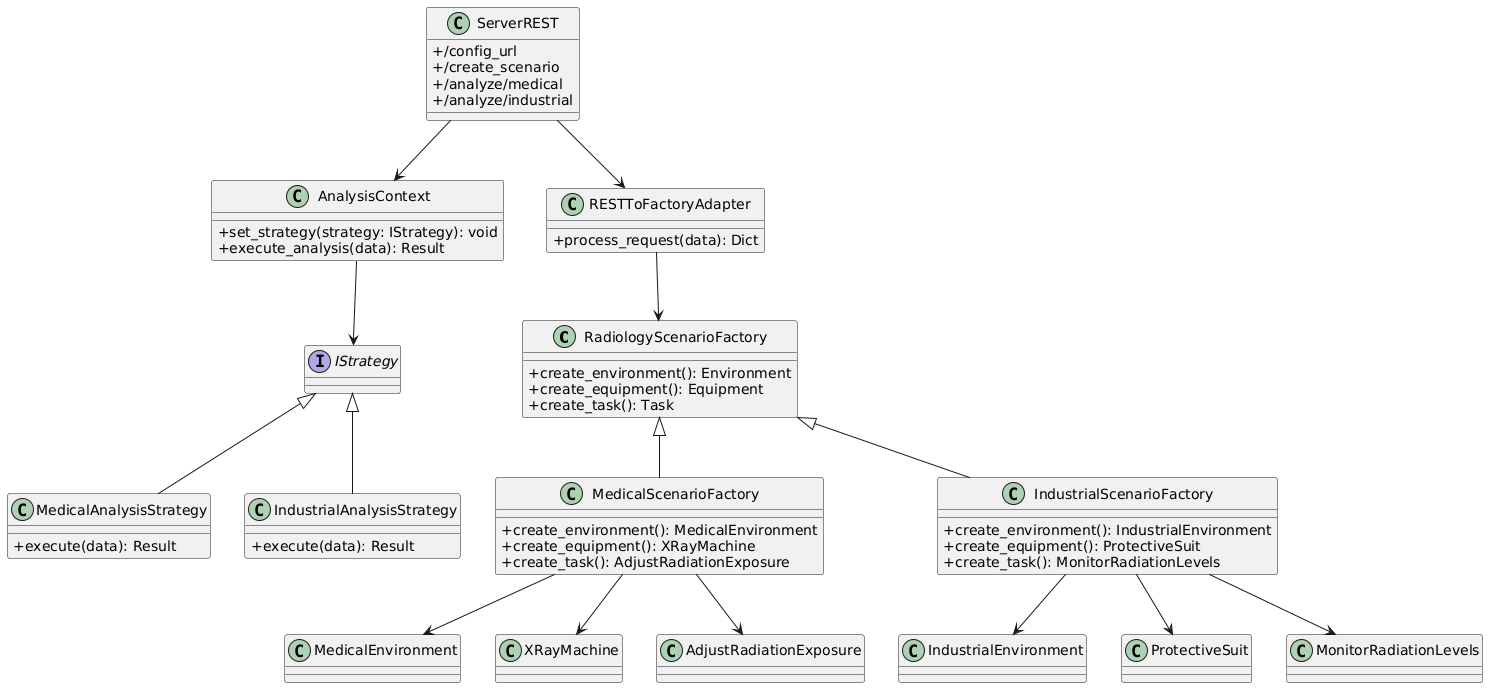 C ServerREST
+/config_url
+/create_scenario
+/analyze/medical
+/analyze/industrial
C AnalysisContext
+set_strategy(strategy: IStrategy): void
+execute_analysis(data): Result
C RESTToFactoryAdapter
+process_request(data): Dict
I IStrategy
C RadiologyScenarioFactory
+create_environment(): Environment
+create_equipment(): Equipment
+create_task(): Task
C MedicalAnalysisStrategy
+execute(data): Result
C IndustrialAnalysisStrategy
+execute(data): Result
C MedicalScenarioFactory
+create_environment(): MedicalEnvironment
+create_equipment(): XRayMachine
+create_task(): AdjustRadiationExposure
C IndustrialScenarioFactory
+create_environment(): IndustrialEnvironment
+create_equipment(): ProtectiveSuit
+create_task(): MonitorRadiationLevels
C MedicalEnvironment
C XRayMachine
C AdjustRadiationExposure
C IndustrialEnvironment
C ProtectiveSuit
C MonitorRadiationLevels